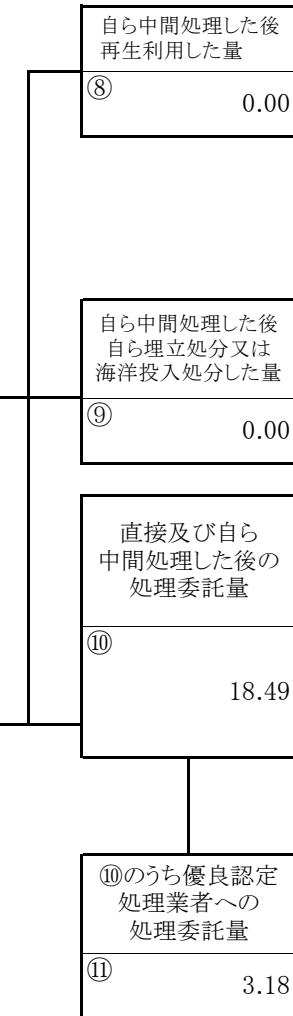 自ら中間処理した後
再生利用した量
⑧
0.00
自ら中間処理した後
自ら埋立処分又は
海洋投入処分した量
⑨
0.00
直接及び自ら
中間処理した後の
処理委託量
⑩
18.49
⑩のうち優良認定
処理業者への
処理委託量
⑪
3.18